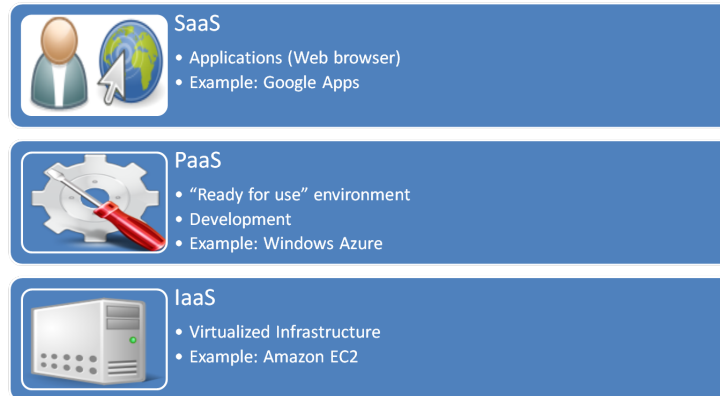 SaaS
• Applications (Web browser)
• Example: Google Apps
PaaS
• “Ready for use” environment
• Development
• Example: Windows Azure
IaaS
• Virtualized Infrastructure
• Example: Amazon EC2